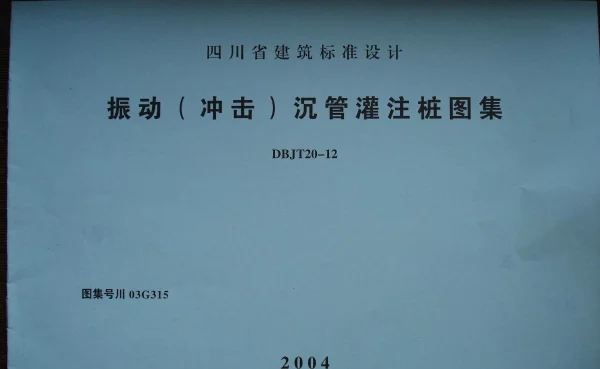 四川省建筑标准设计
振动（冲击）沉管灌注桩图集
DBJT20-12
图集号川 03G315
2004